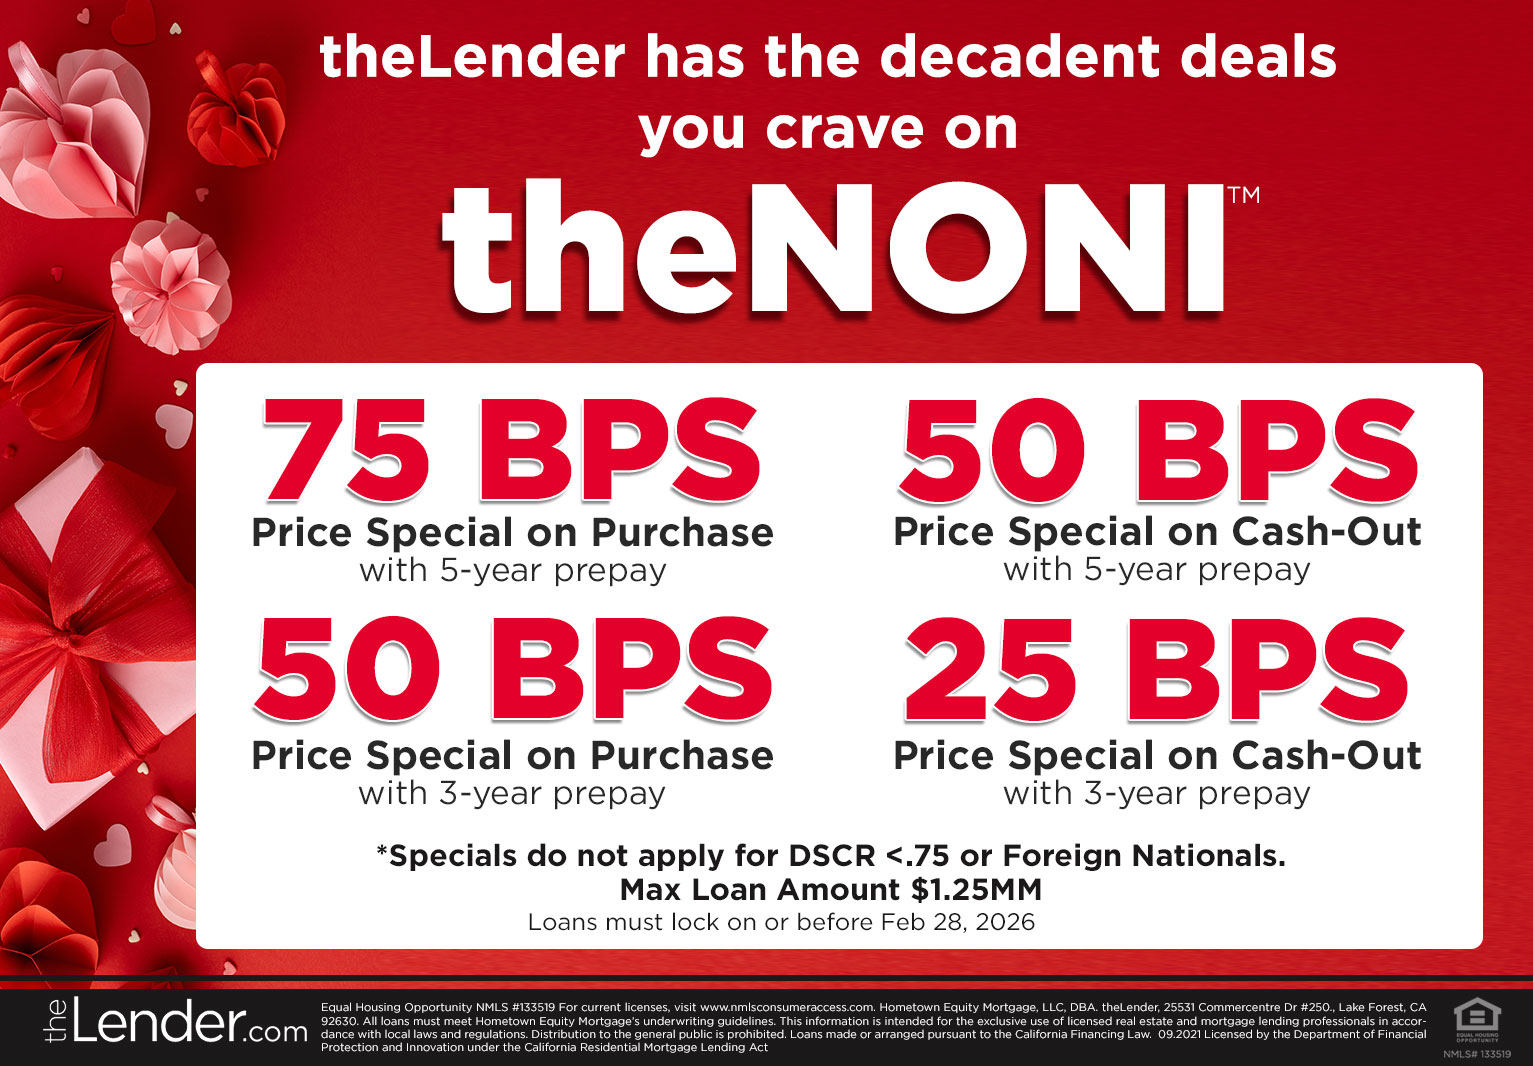 theLender has the decadent deals
you crave on
theNONI™
75 BPS
Price Special on Purchase
with 5-year prepay
50 BPS
Price Special on Cash-Out
with 5-year prepay
50 BPS
Price Special on Purchase
with 3-year prepay
25 BPS
Price Special on Cash-Out
with 3-year prepay
*Specials do not apply for DSCR <.75 or Foreign Nationals.
Max Loan Amount $1.25MM
Loans must lock on or before Feb 28, 2026
theLender.com
Equal Housing Opportunity NMLS #133519 For current licenses, visit www.nmlsconsumeraccess.com. Hometown Equity Mortgage, LLC, DBA. theLender, 25531 Commercentre Dr #250., Lake Forest, CA
92630. All loans must meet Hometown Equity Mortgage's underwriting guidelines. This information is intended for the exclusive use of licensed real estate and mortgage lending professionals in accor-
dance with local laws and regulations. Distribution to the general public is prohibited. Loans made or arranged pursuant to the California Financing Law. 09.2021 Licensed by the Department of Financial
Protection and Innovation under the California Residential Mortgage Lending Act
EQUAL HOUSING
OPPORTUNITY
NMLS# 133519